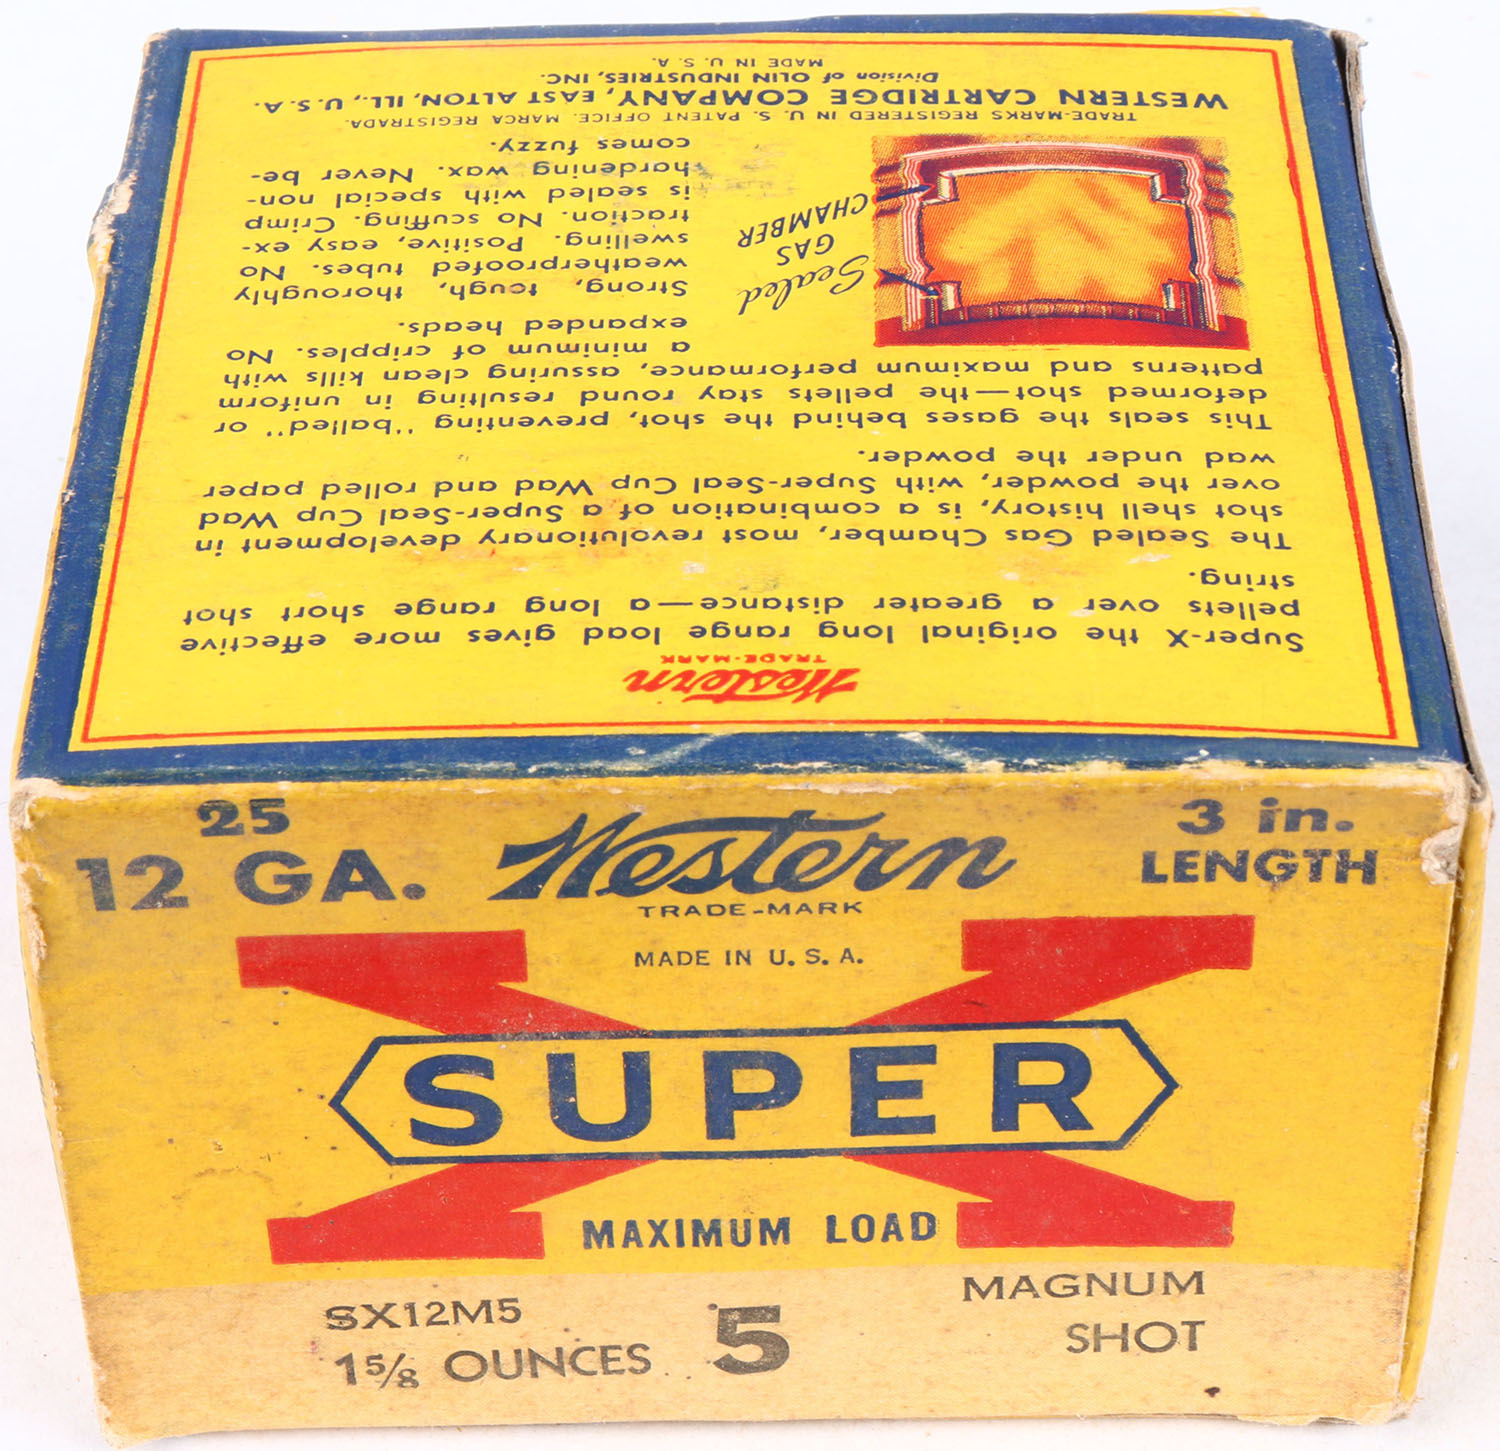 Western
TRADE-MARK
Super-X the original long range load gives more effective
pellets over a greater distance—a long range short shot
string.
The Sealed Gas Chamber, most revolutionary development in
shot shell history, is a combination of a Super-Seal Cup Wad
over the powder, with Super-Seal Cup Wad and rolled paper
wad under the powder.
This seals the gases behind the shot, preventing "balled" or
deformed shot—the pellets stay round resulting in uniform
patterns and maximum performance, assuring clean kills with
a minimum of cripples. No
expanded heads.
Strong, tough, thoroughly
weatherproofed tubes. No
swelling. Positive, easy ex-
traction. No scuffing. Crimp
is sealed with special non-
hardening wax. Never be-
comes fuzzy.
Sealed
GAS
CHAMBER
TRADE-MARKS REGISTERED IN U. S. PATENT OFFICE. MARCA REGISTRADA.
WESTERN CARTRIDGE COMPANY, EAST ALTON, ILL., U.S.A.
Division of OLIN INDUSTRIES, INC.
MADE IN U. S. A.
25
12 GA.
Western
TRADE-MARK
MADE IN U. S. A.
3 in.
LENGTH
X
SUPER
MAXIMUM LOAD
SX12M5
1 5/8 OUNCES
5
MAGNUM
SHOT